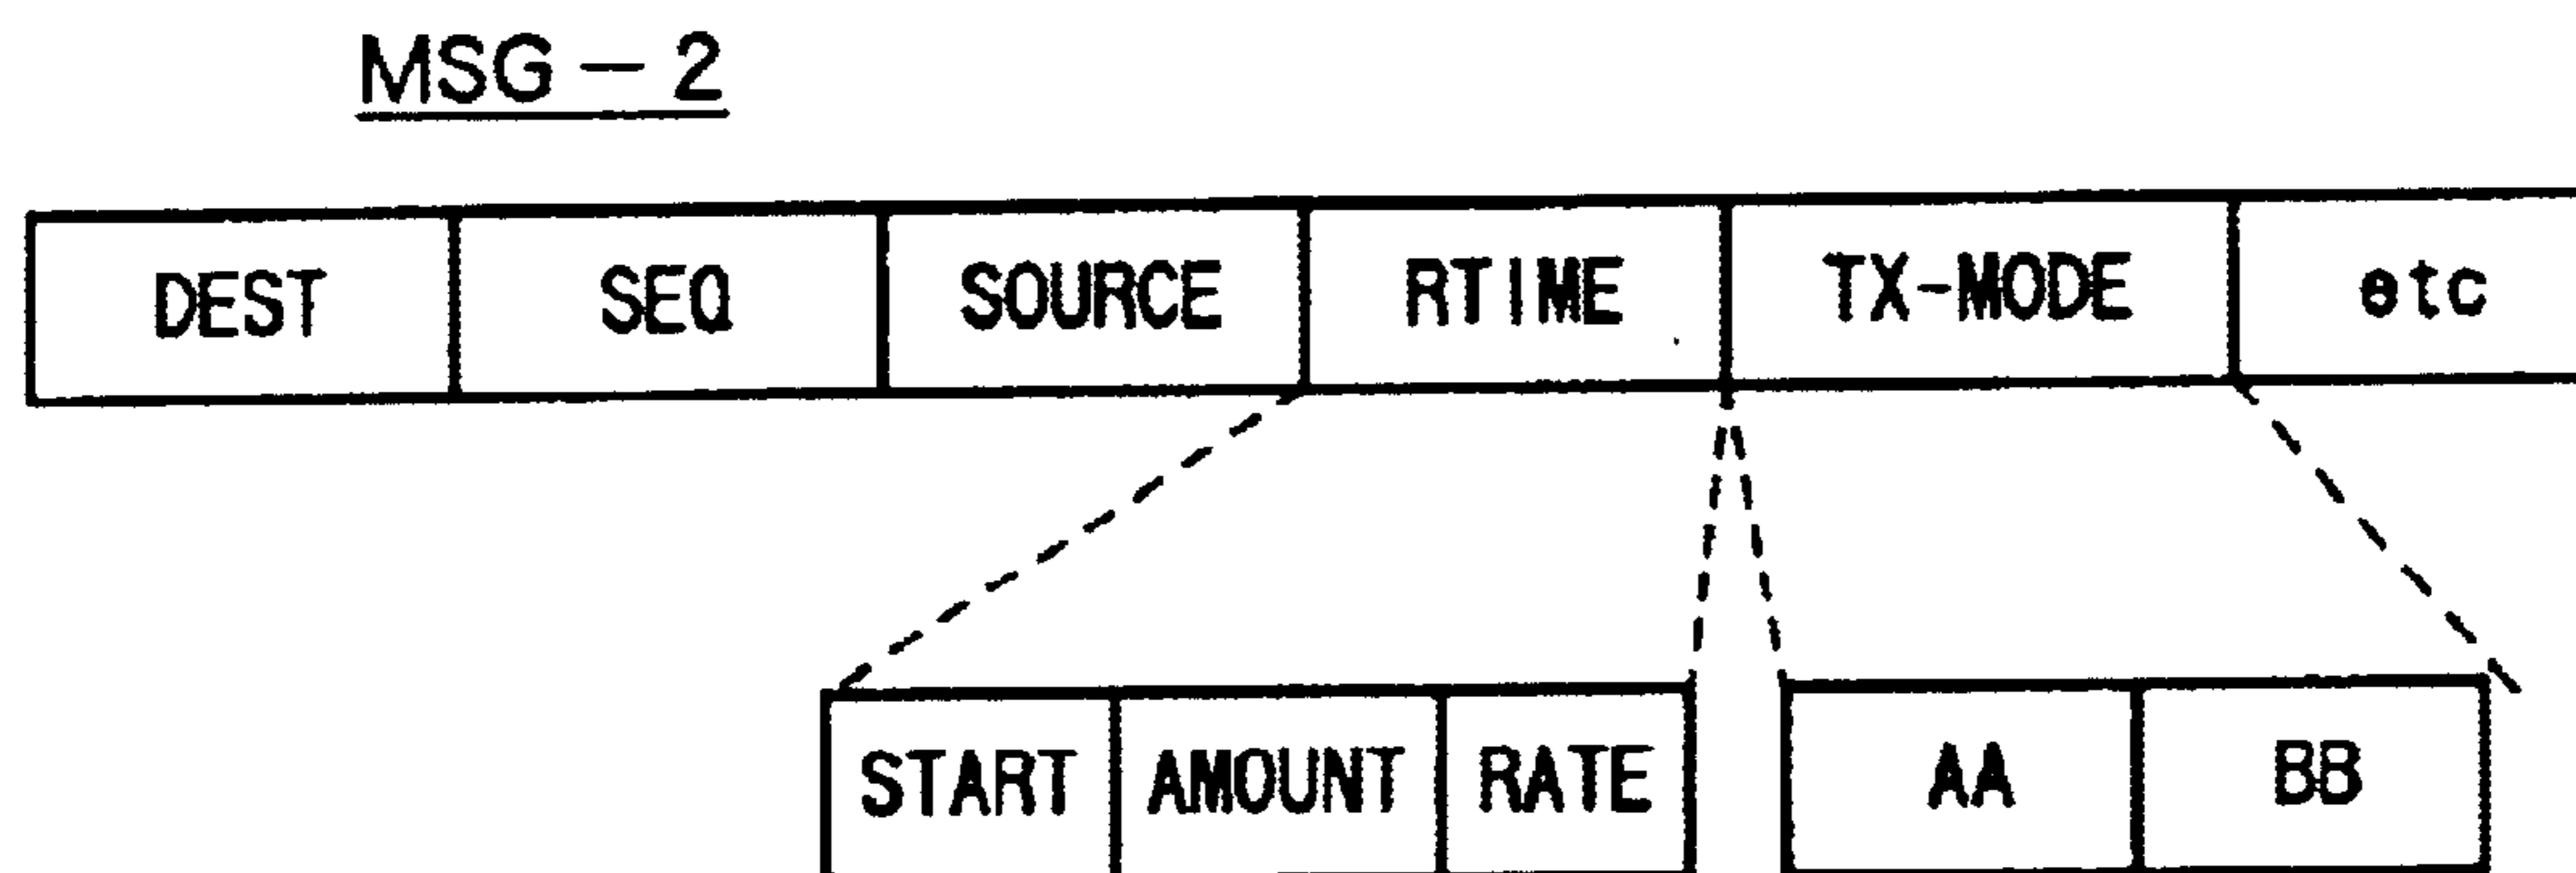 MSG－2
DEST SEQ SOURCE RTIME TX-MODE etc
START AMOUNT RATE AA BB